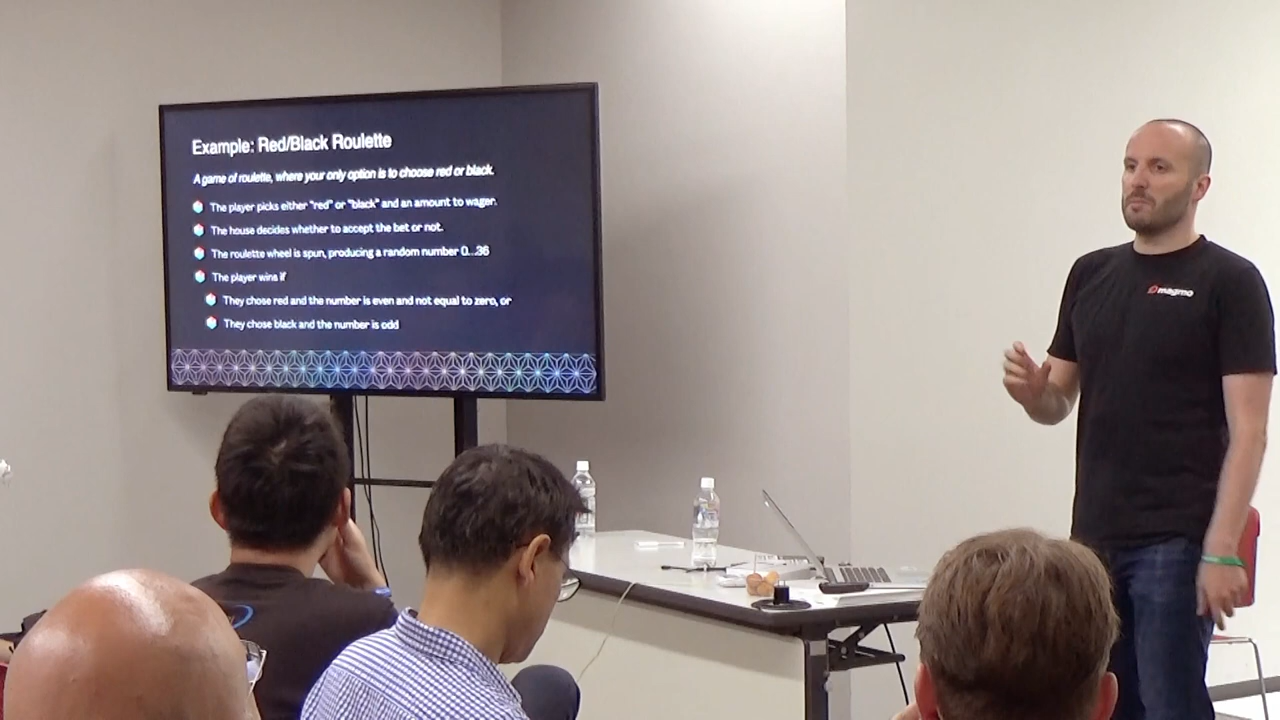 Example: Red/Black Roulette
A game of roulette, where your only option is to choose red or black.
The player picks either "red" or "black" and an amount to wager.
The house decides whether to accept the bet or not.
The roulette wheel is spun, producing a random number 0...36
The player wins if
They chose red and the number is even and not equal to zero, or
They chose black and the number is odd
magmo